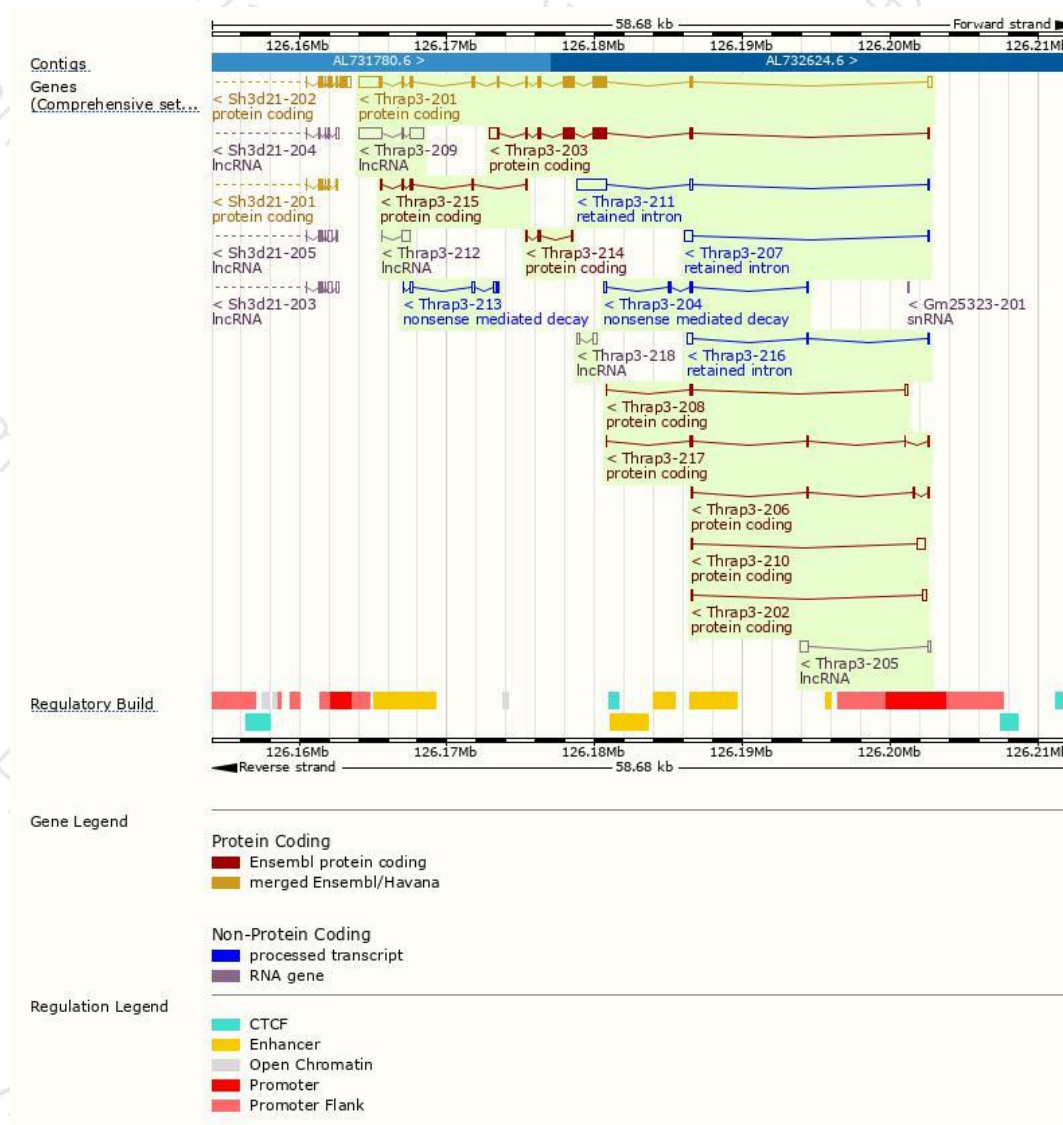 58.68 kb Forward strand
126.16Mb 126.17Mb 126.18Mb 126.19Mb 126.20Mb 126.21Mb
Contigs AL731780.6 > AL732624.6 >
Genes
(Comprehensive set...
< Sh3d21-202 < Thrap3-201
protein coding protein coding
< Sh3d21-204 < Thrap3-209 < Thrap3-203
lncRNA lncRNA protein coding
< Sh3d21-201 < Thrap3-215 < Thrap3-211
protein coding protein coding retained intron
< Sh3d21-205 < Thrap3-212 < Thrap3-214 < Thrap3-207
lncRNA lncRNA protein coding retained intron
< Sh3d21-203 < Thrap3-213 < Thrap3-204 < Gm25323-201
lncRNA nonsense mediated decay nonsense mediated decay snRNA
< Thrap3-218 < Thrap3-216
lncRNA retained intron
< Thrap3-208
protein coding
< Thrap3-217
protein coding
< Thrap3-206
protein coding
< Thrap3-210
protein coding
< Thrap3-202
protein coding
< Thrap3-205
lncRNA
Regulatory Build
126.16Mb 126.17Mb 126.18Mb 126.19Mb 126.20Mb 126.21Mb
Reverse strand 58.68 kb
Gene Legend
Protein Coding
Ensembl protein coding
merged Ensembl/Havana
Non-Protein Coding
processed transcript
RNA gene
Regulation Legend
CTCF
Enhancer
Open Chromatin
Promoter
Promoter Flank